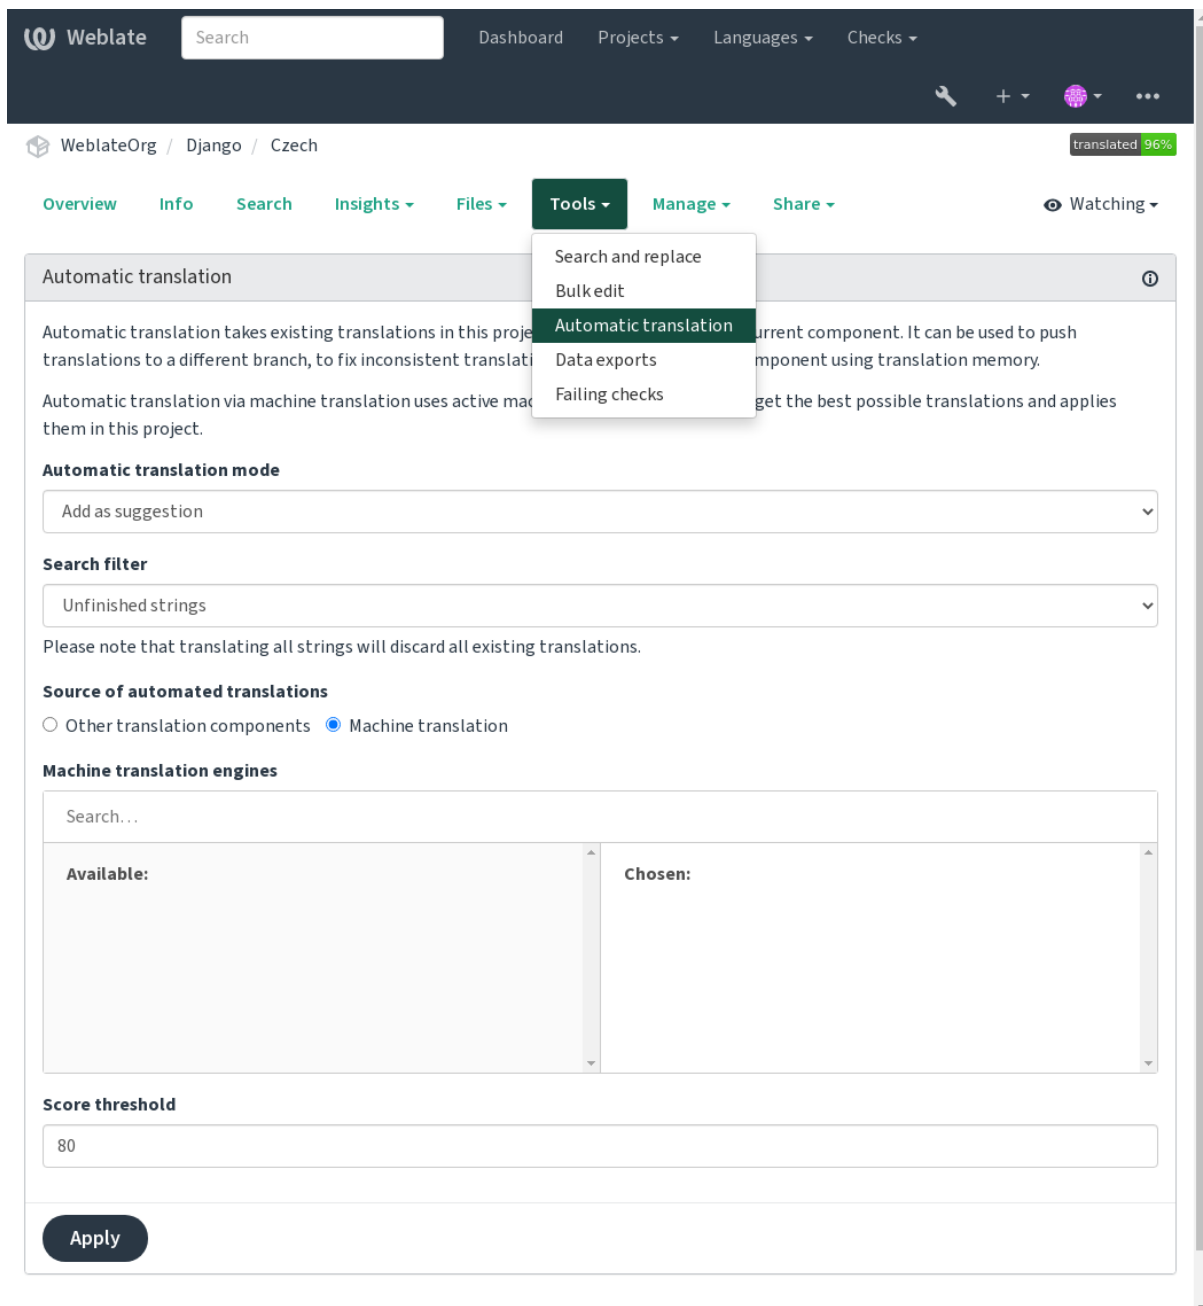 Weblate
Search
Dashboard
Projects
Languages
Checks
WeblateOrg / Django / Czech
translated 96%
Overview
Info
Search
Insights
Files
Tools
Manage
Share
Watching
Search and replace
Bulk edit
Automatic translation
Data exports
Failing checks
Automatic translation
Automatic translation takes existing translations in this proje urrent component. It can be used to push
translations to a different branch, to fix inconsistent translati mponent using translation memory.
Automatic translation via machine translation uses active mac get the best possible translations and applies
them in this project.
Automatic translation mode
Add as suggestion
Search filter
Unfinished strings
Please note that translating all strings will discard all existing translations.
Source of automated translations
Other translation components Machine translation
Machine translation engines
Search…
Available:
Chosen:
Score threshold
80
Apply